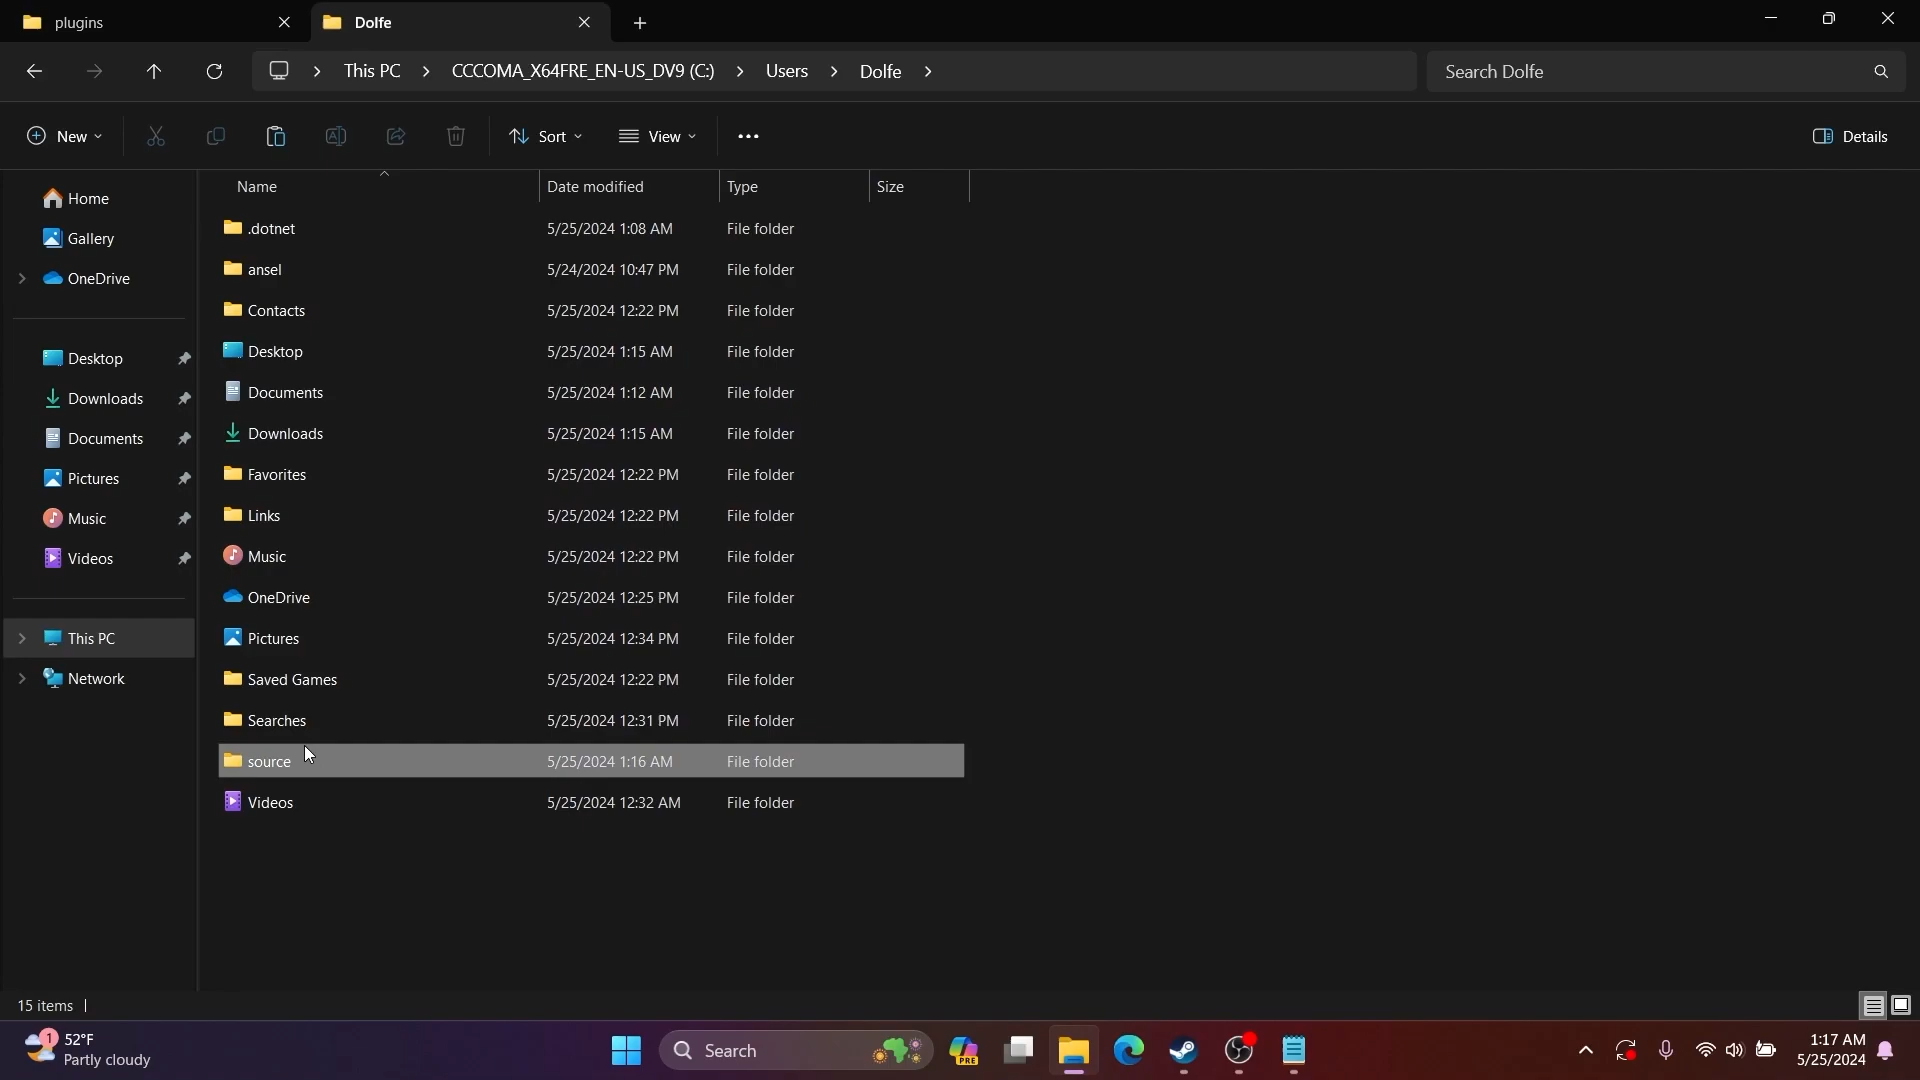 plugins
Dolfe
This PC
CCCOMA_X64FRE_EN-US_DV9 (C:)
Users
Dolfe
Search Dolfe
New
Sort
View
Details
Home
Gallery
OneDrive
Desktop
Downloads
Documents
Pictures
Music
Videos
This PC
Network
Name Date modified Type Size
.dotnet 5/25/2024 1:08 AM File folder
ansel 5/24/2024 10:47 PM File folder
Contacts 5/25/2024 12:22 PM File folder
Desktop 5/25/2024 1:15 AM File folder
Documents 5/25/2024 1:12 AM File folder
Downloads 5/25/2024 1:15 AM File folder
Favorites 5/25/2024 12:22 PM File folder
Links 5/25/2024 12:22 PM File folder
Music 5/25/2024 12:22 PM File folder
OneDrive 5/25/2024 12:25 PM File folder
Pictures 5/25/2024 12:34 PM File folder
Saved Games 5/25/2024 12:22 PM File folder
Searches 5/25/2024 12:31 PM File folder
source 5/25/2024 1:16 AM File folder
Videos 5/25/2024 12:32 AM File folder
15 items
1
52°F
Partly cloudy
Search
PRE
1:17 AM
5/25/2024